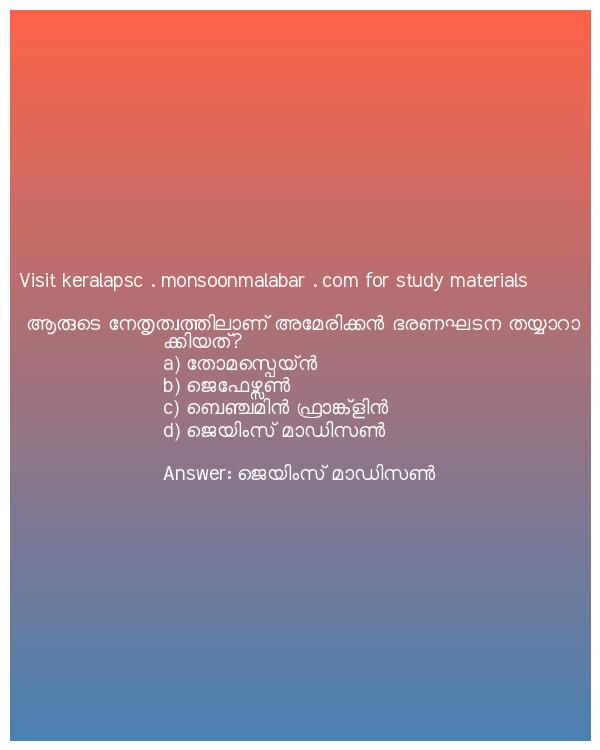 Visit keralapsc . monsoonmalabar . com for study materials
ആരുടെ നേതൃത്വത്തിലാണ് അമേരിക്കൻ ഭരണഘടന തയ്യാറാ
ക്കിയത്?
a) തോമസ്പെയ്ൻ
b) ജെഫേഴ്സൺ
c) ബെഞ്ചമിൻ ഫ്രാങ്ക്ളിൻ
d) ജെയിംസ് മാഡിസൺ
Answer: ജെയിംസ് മാഡിസൺ